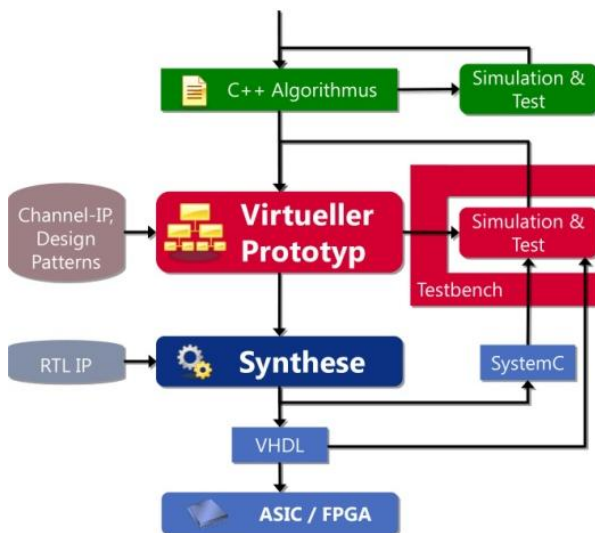 C++ Algorithmus
Simulation &
Test
Channel-IP,
Design
Patterns
Virtueller
Prototyp
Simulation &
Test
Testbench
RTL IP
Synthese
SystemC
VHDL
ASIC / FPGA